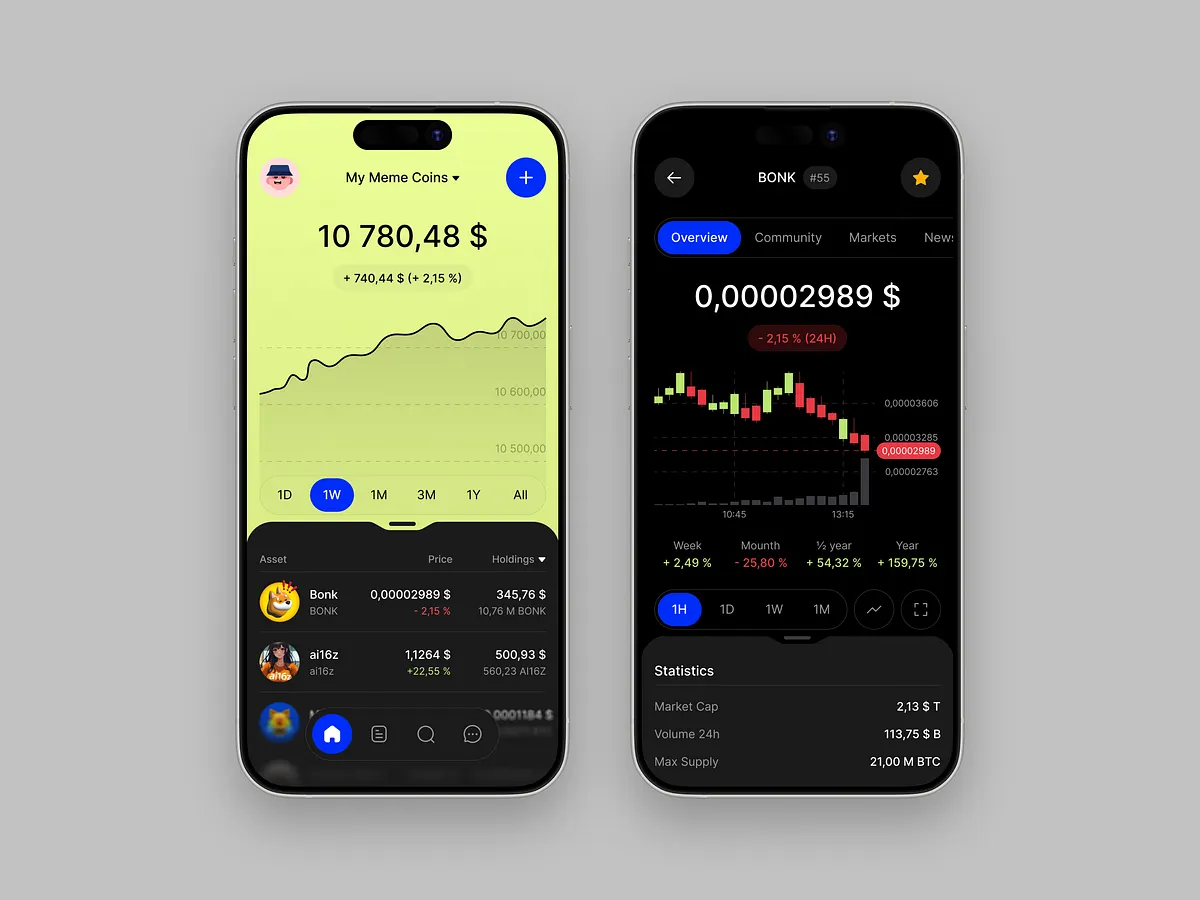 My Meme Coins
10 780,48 $
+ 740,44 $ (+ 2,15 %)
10 700,00
10 600,00
10 500,00
1D 1W 1M 3M 1Y All
Asset Price Holdings
Bonk 0,00002989 $ 345,76 $
BONK - 2,15 % 10,76 M BONK
ai16z 1,1264 $ 500,93 $
ai16z +22,55 % 560,23 AI16Z
ai16z
0,0001184 $
BONK #55
Overview Community Markets News
0,00002989 $
- 2,15 % (24H)
0,00003606
0,00003285
0,00002989
0,00002763
10:45 13:15
Week Mounth ½ year Year
+ 2,49 % - 25,80 % + 54,32 % + 159,75 %
1H 1D 1W 1M
Statistics
Market Cap 2,13 $ T
Volume 24h 113,75 $ B
Max Supply 21,00 M BTC